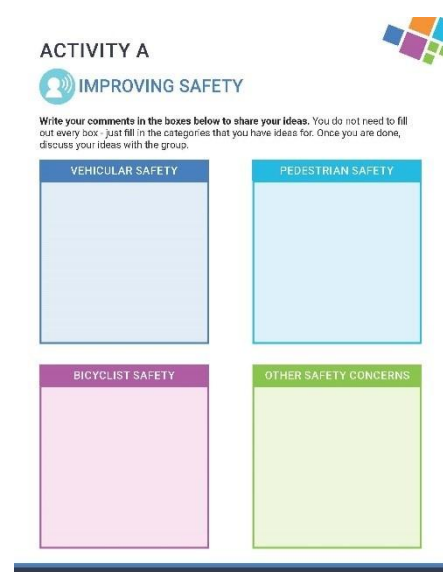 ACTIVITY A
IMPROVING SAFETY
Write your comments in the boxes below to share your ideas. You do not need to fill
out every box - just fill in the categories that you have ideas for. Once you are done,
discuss your ideas with the group.
VEHICULAR SAFETY
PEDESTRIAN SAFETY
BICYCLIST SAFETY
OTHER SAFETY CONCERNS